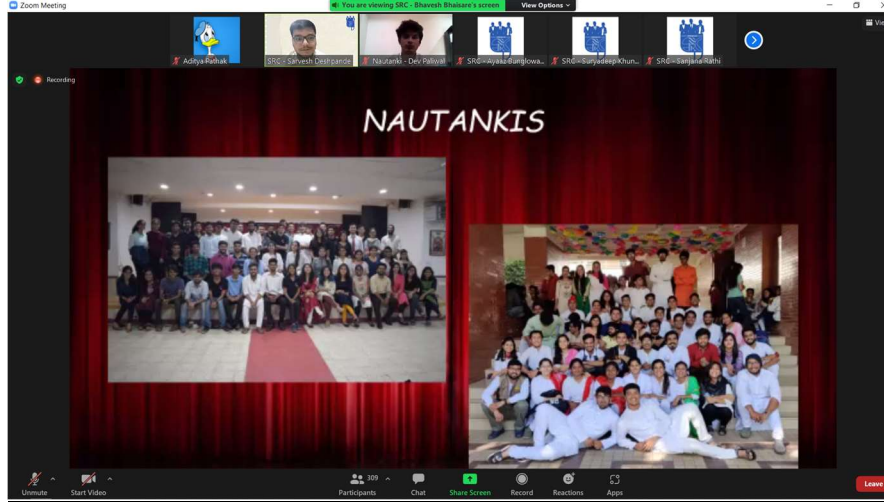 Zoom Meeting
You are viewing SRC - Bhavesh Bhaisare's screen
View Options
View
Aditya Pathak
SRC - Sarvesh Deshpande
Nautanki - Dev Paliwal
SRC - Ayaaz Bunglowa...
SRC - Suryadeep Khun...
SRC - Sanjana Rathi
Recording
NAUTANKIS
Unmute
Start Video
309
Participants
Chat
Share Screen
Record
Reactions
Apps
Leave